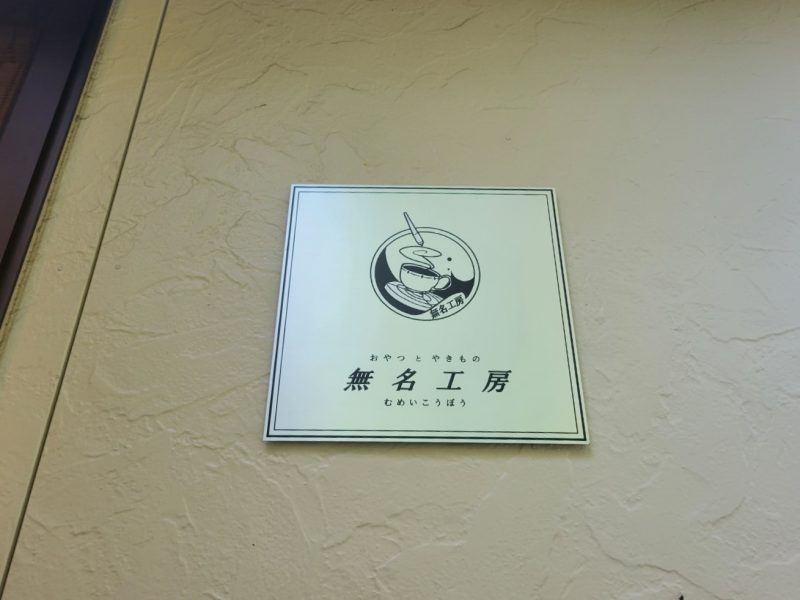 無名工房
おやつ と やきもの
無名工房
むめいこうぼう